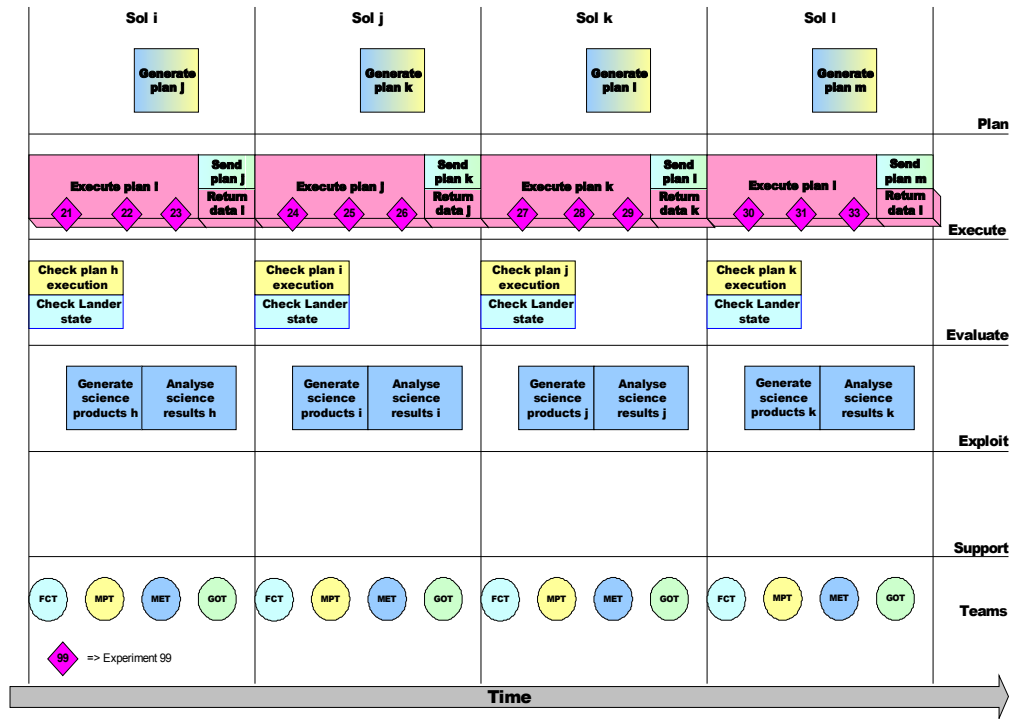 Sol i
Sol j
Sol k
Sol l
Generate
plan j
Generate
plan k
Generate
plan l
Generate
plan m
Plan
Execute plan i
Send
plan j
Return
data i
21
22
23
Execute plan j
Send
plan k
Return
data j
24
25
26
Execute plan k
Send
plan l
Return
data k
27
28
29
Execute plan l
Send
plan m
Return
data l
30
31
33
Execute
Check plan h
execution
Check Lander
state
Check plan i
execution
Check Lander
state
Check plan j
execution
Check Lander
state
Check plan k
execution
Check Lander
state
Evaluate
Generate
science
products h
Analyse
science
results h
Generate
science
products i
Analyse
science
results i
Generate
science
products j
Analyse
science
results j
Generate
science
products k
Analyse
science
results k
Exploit
Support
FCT
MPT
MET
GOT
FCT
MPT
MET
GOT
FCT
MPT
MET
GOT
FCT
MPT
MET
GOT
Teams
99
=> Experiment 99
Time